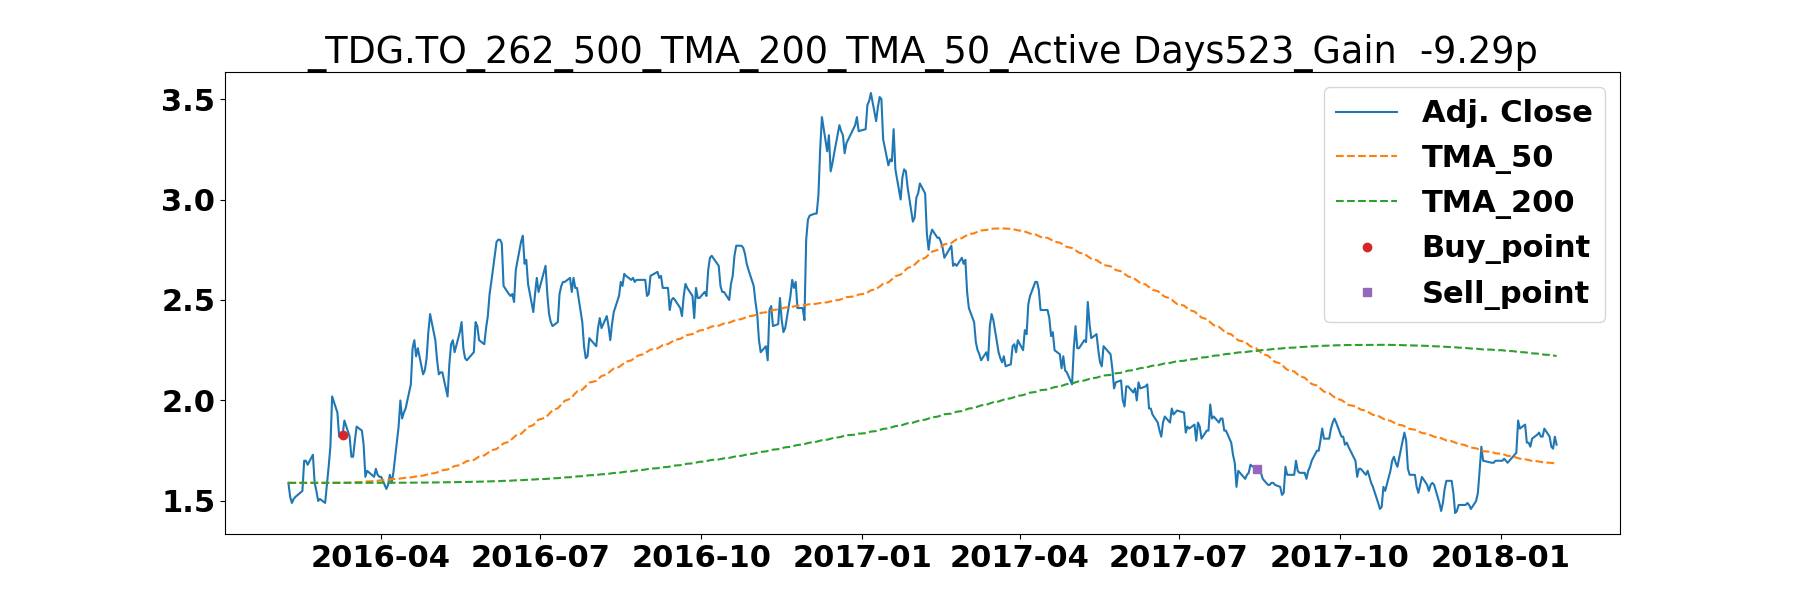 _TDG.TO_262_500_TMA_200_TMA_50_Active Days523_Gain  -9.29p
3.5
3.0
2.5
2.0
1.5
Adj. Close
TMA_50
TMA_200
Buy_point
Sell_point
2016-04 2016-07 2016-10 2017-01 2017-04 2017-07 2017-10 2018-01